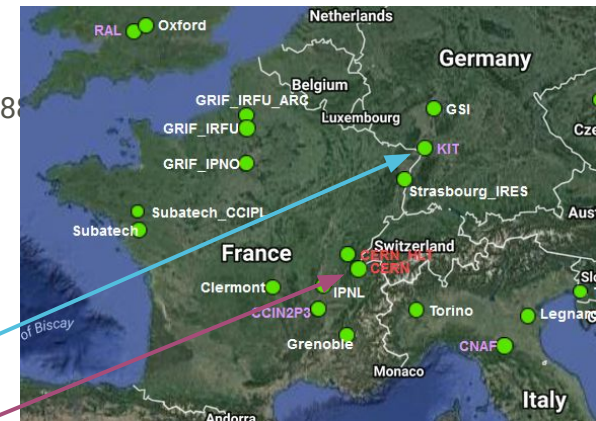 Netherlands
RAL
Oxford
Germany
Belgium
88
GRIF_IRFU_ARC
GSI
Luxembourg
GRIF_IRFU
KIT
GRIF_IPNO
Strasbourg_IRES
Subatech_CCIPL
Subatech
France
Switzerland
CERN_HLT
CERN
Clermont
IPNL
CCIN2P3
Torino
of Biscay
Grenoble
CNAF
Monaco
Italy
Andorra